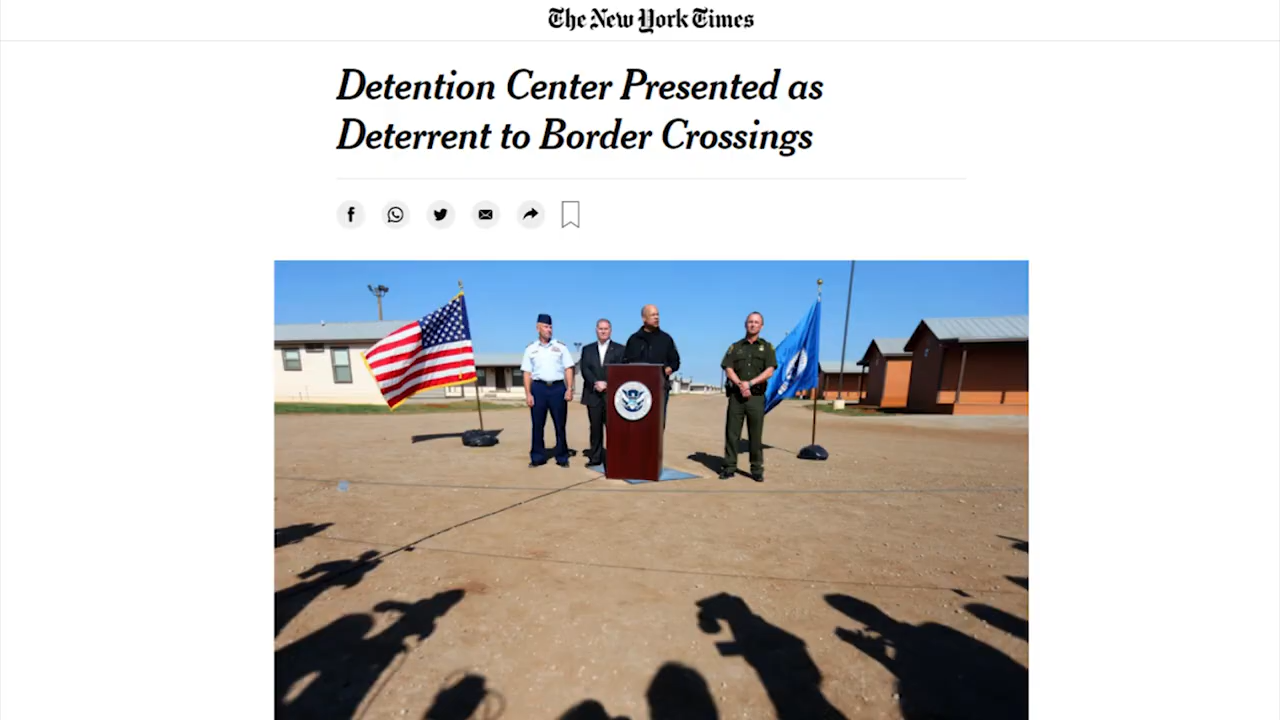 The New York Times
Detention Center Presented as
Deterrent to Border Crossings